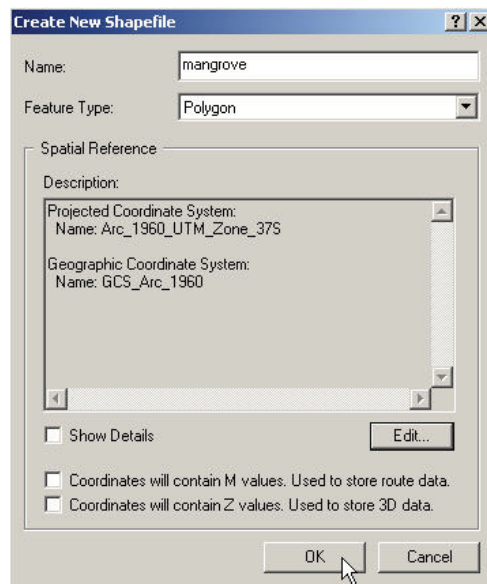 Create New Shapefile
Name: mangrove
Feature Type: Polygon
Spatial Reference
Description:
Projected Coordinate System:
Name: Arc_1960_UTM_Zone_37S
Geographic Coordinate System:
Name: GCS_Arc_1960
Show Details
Edit...
Coordinates will contain M values. Used to store route data.
Coordinates will contain Z values. Used to store 3D data.
OK
Cancel